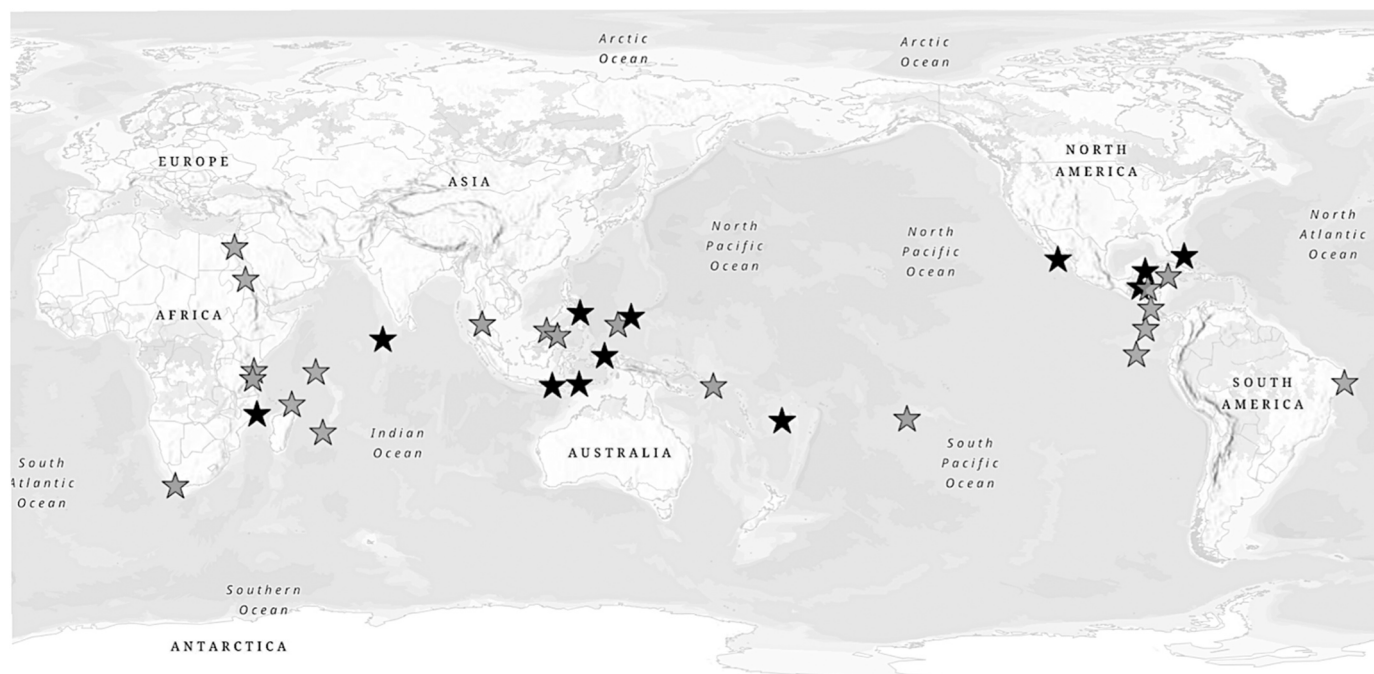 Arctic
Ocean
Arctic
Ocean
EUROPE
ASIA
NORTH
AMERICA
North
Pacific
Ocean
North
Pacific
Ocean
North
Atlantic
Ocean
AFRICA
SOUTH
AMERICA
Indian
Ocean
AUSTRALIA
South
Pacific
Ocean
South
Atlantic
Ocean
Southern
Ocean
ANTARCTICA